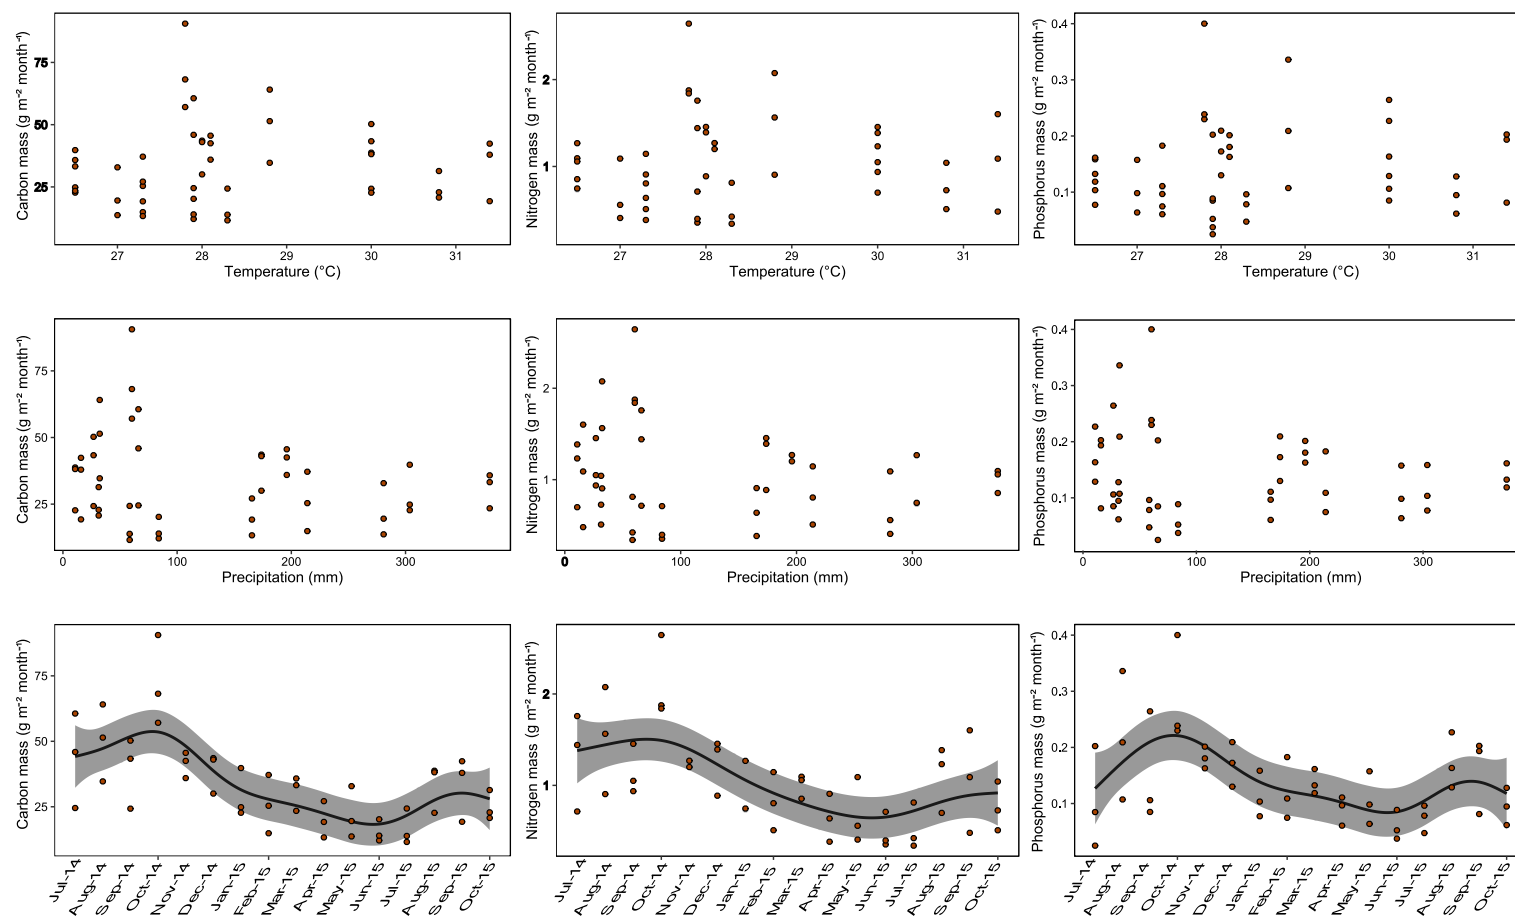 Carbon mass (g m⁻² month⁻¹)
75
50
25
27 28 29 30 31
Temperature (°C)
Nitrogen mass (g m⁻² month⁻¹)
2
1
27 28 29 30 31
Temperature (°C)
Phosphorus mass (g m⁻² month⁻¹)
0.4
0.3
0.2
0.1
27 28 29 30 31
Temperature (°C)
Carbon mass (g m⁻² month⁻¹)
75
50
25
0 100 200 300
Precipitation (mm)
Nitrogen mass (g m⁻² month⁻¹)
2
1
0 100 200 300
Precipitation (mm)
Phosphorus mass (g m⁻² month⁻¹)
0.4
0.3
0.2
0.1
0 100 200 300
Precipitation (mm)
Carbon mass (g m⁻² month⁻¹)
75
50
25
Jul-14 Aug-14 Sep-14 Oct-14 Nov-14 Dec-14 Jan-15 Feb-15 Mar-15 Apr-15 May-15 Jun-15 Jul-15 Aug-15 Sep-15 Oct-15
Nitrogen mass (g m⁻² month⁻¹)
2
1
Jul-14 Aug-14 Sep-14 Oct-14 Nov-14 Dec-14 Jan-15 Feb-15 Mar-15 Apr-15 May-15 Jun-15 Jul-15 Aug-15 Sep-15 Oct-15
Phosphorus mass (g m⁻² month⁻¹)
0.4
0.3
0.2
0.1
Jul-14 Aug-14 Sep-14 Oct-14 Nov-14 Dec-14 Jan-15 Feb-15 Mar-15 Apr-15 May-15 Jun-15 Jul-15 Aug-15 Sep-15 Oct-15